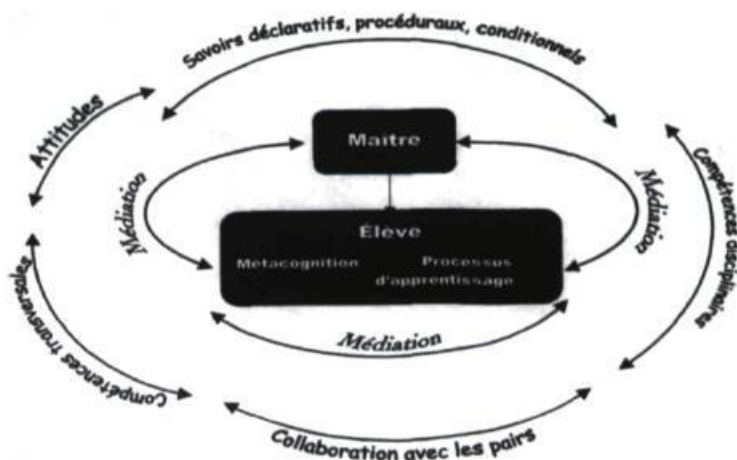 Savoirs déclaratifs, procéduraux, conditionnels
Attitudes
Maître
Médiation
Médiation
Compétences disciplinaires
Élève
Métacognition
Processus
d'apprentissage
Médiation
Compétences transversales
Collaboration avec les pairs